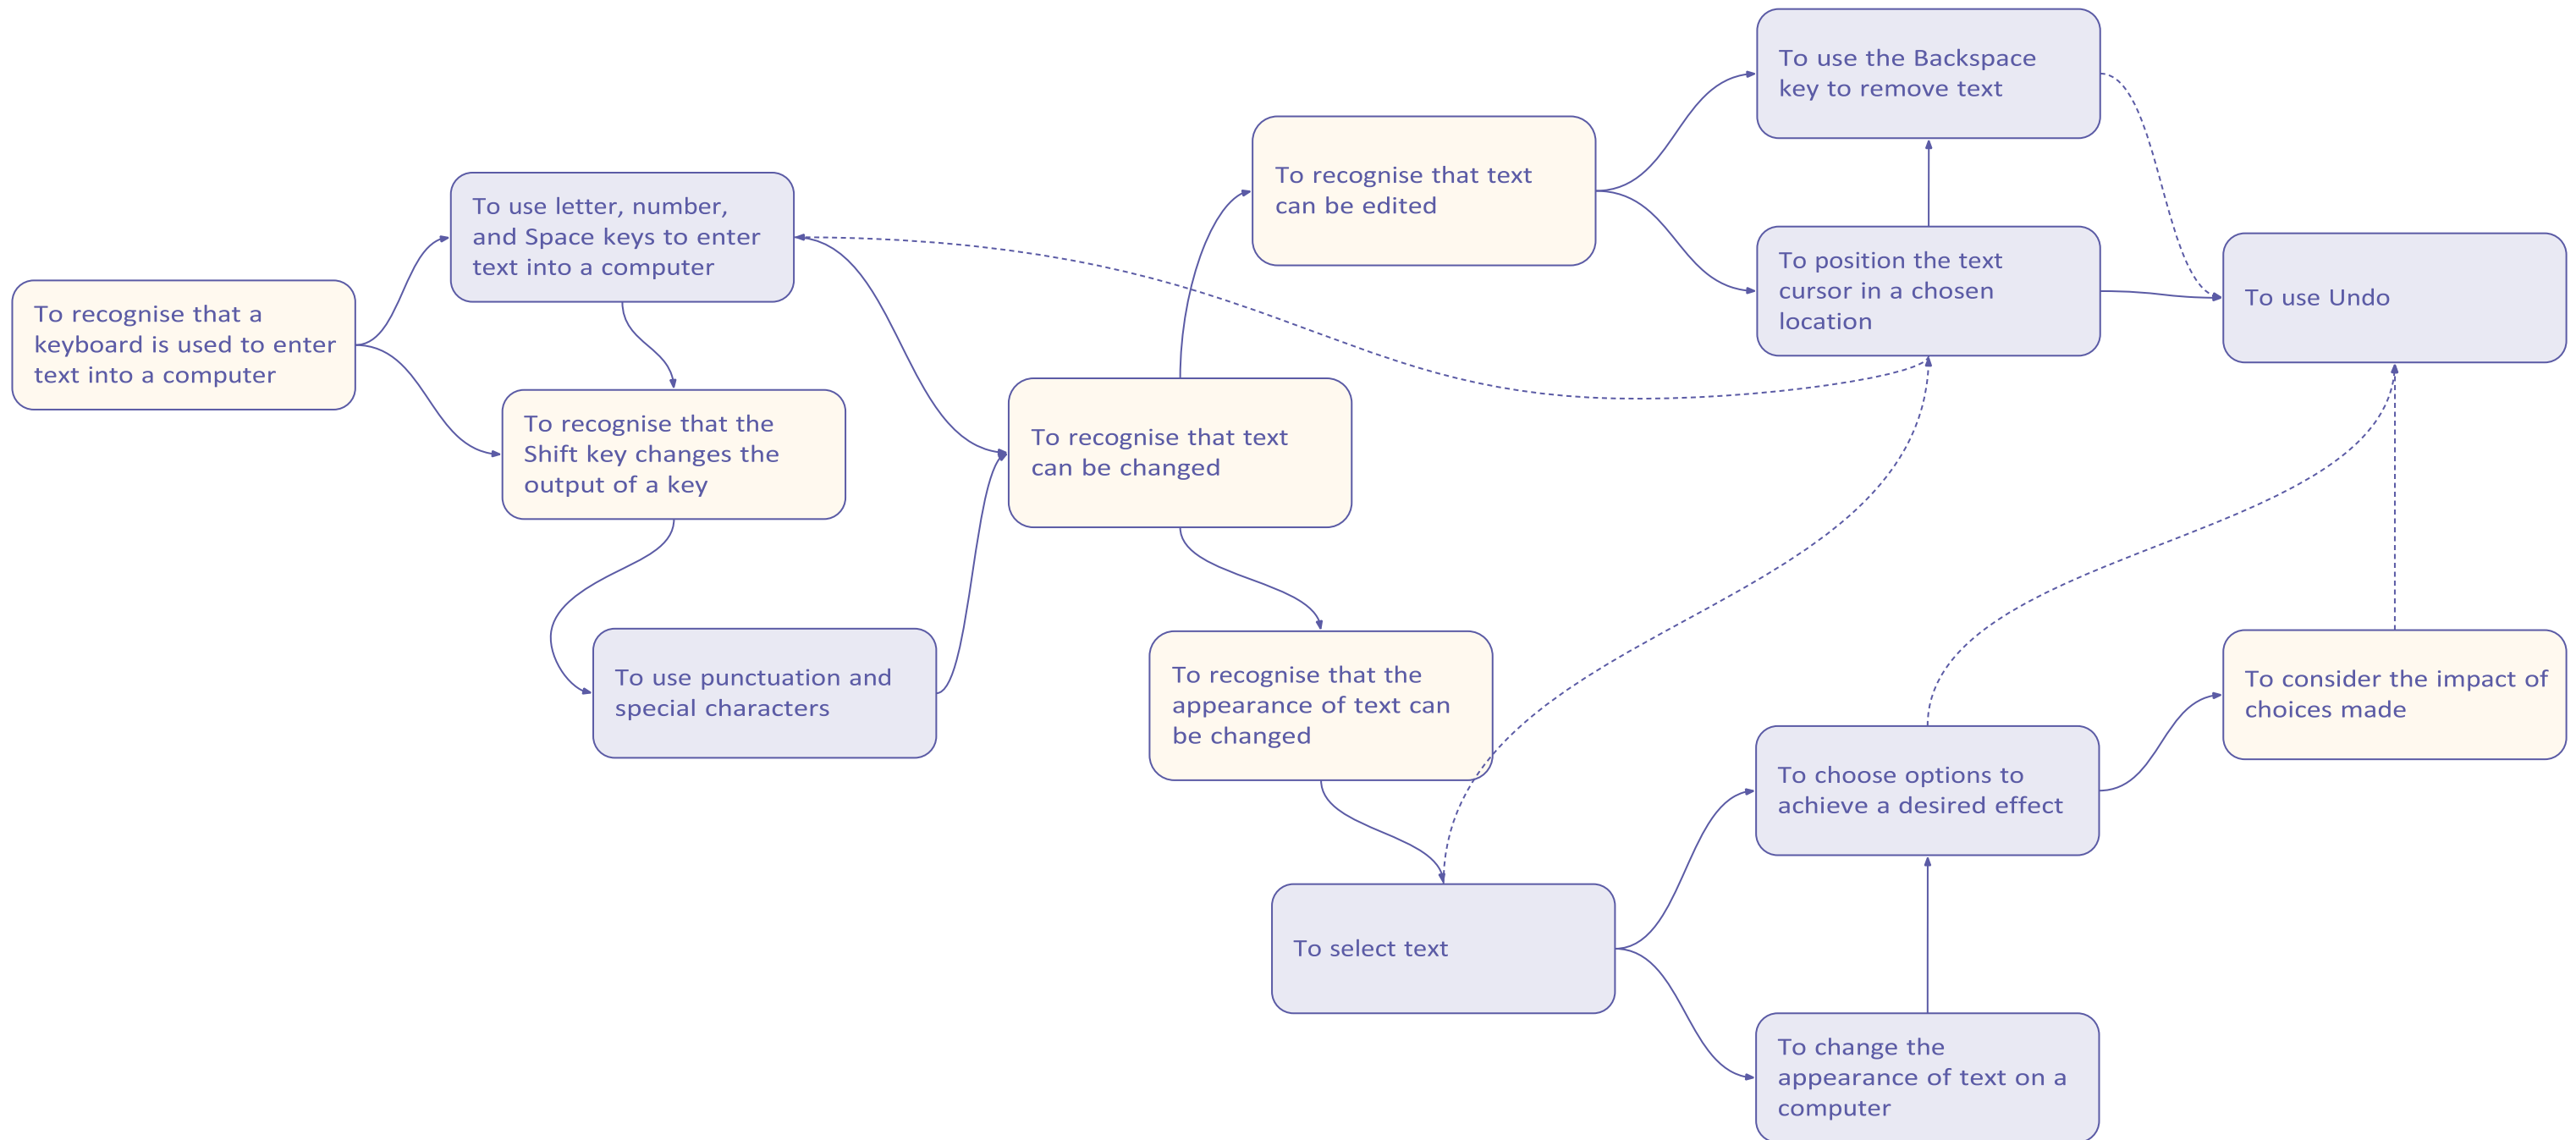 To recognise that a
keyboard is used to enter
text into a computer
To use letter, number,
and Space keys to enter
text into a computer
To recognise that the
Shift key changes the
output of a key
To use punctuation and
special characters
To recognise that text
can be changed
To recognise that text
can be edited
To recognise that the
appearance of text can
be changed
To select text
To use the Backspace
key to remove text
To position the text
cursor in a chosen
location
To choose options to
achieve a desired effect
To change the
appearance of text on a
computer
To use Undo
To consider the impact of
choices made